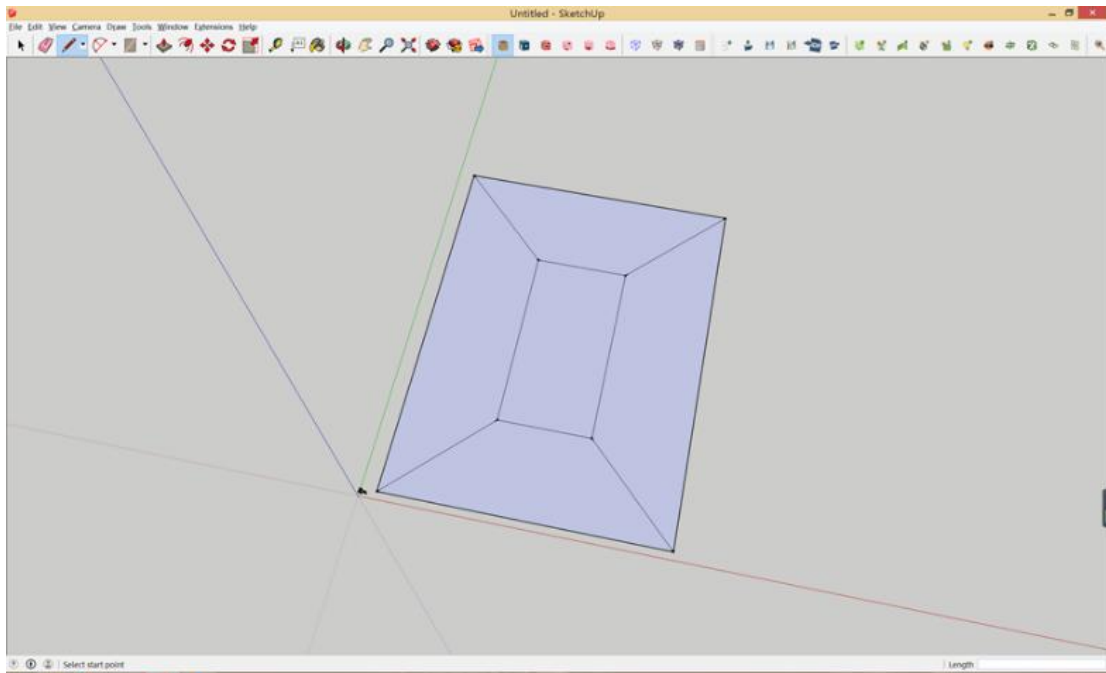 Untitled - SketchUp
File Edit View Camera Draw Tools Window Extensions Help
Select start point
Length